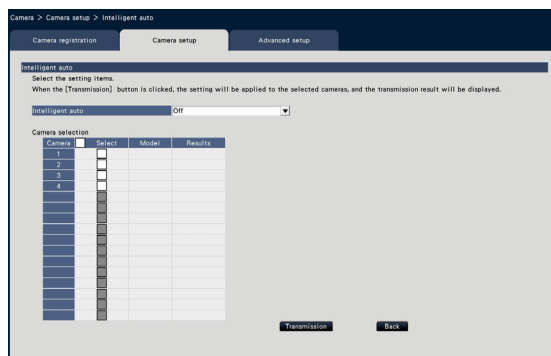 Camera > Camera setup > Intelligent auto
Camera registration Camera setup Advanced setup
Intelligent auto
Select the setting items.
When the [Transmission] button is clicked, the setting will be applied to the selected cameras, and the transmission result will be displayed.
Intelligent auto Off
Camera selection
Camera Select Model Results
1
2
3
4
Transmission Back